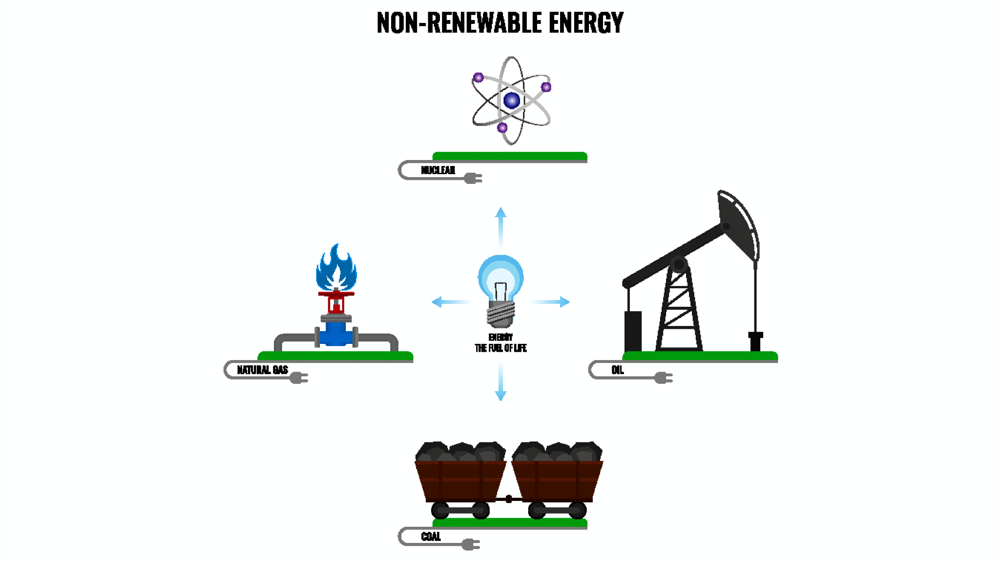 NON-RENEWABLE ENERGY
NUCLEAR
ENERGY
THE FUEL OF LIFE
NATURAL GAS
OIL
COAL